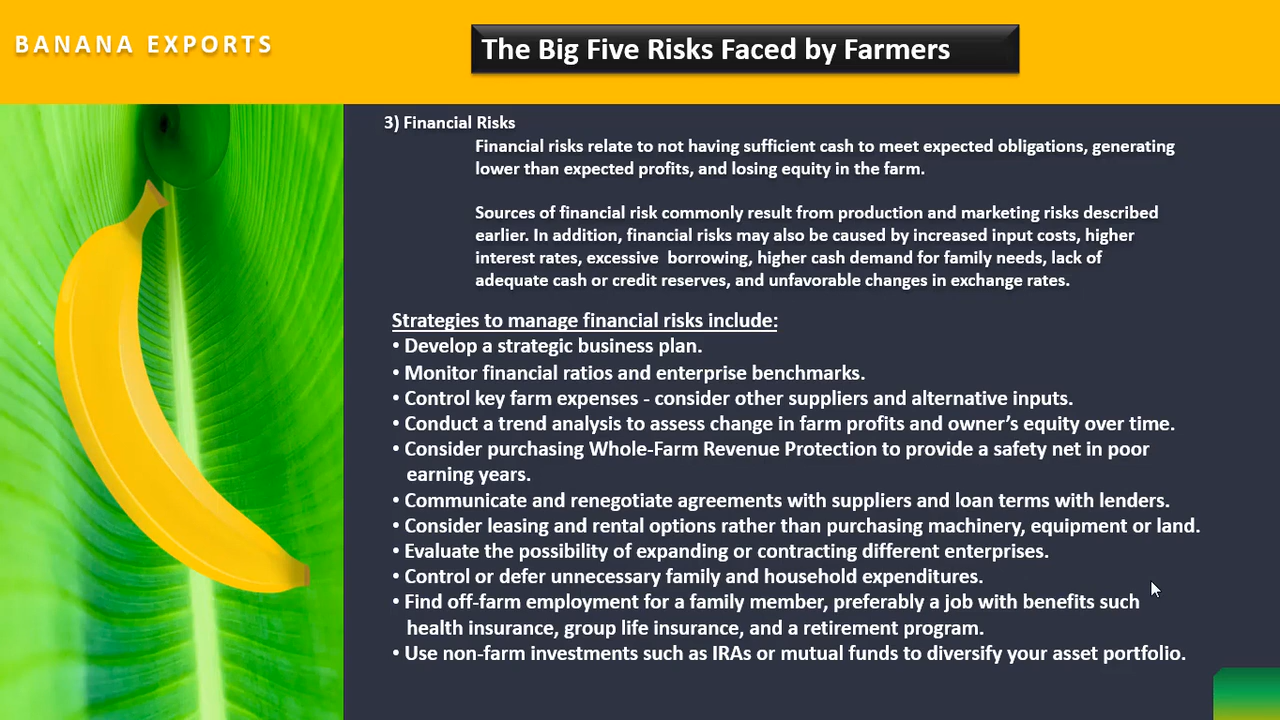 BANANA EXPORTS
The Big Five Risks Faced by Farmers
3) Financial Risks
Financial risks relate to not having sufficient cash to meet expected obligations, generating
lower than expected profits, and losing equity in the farm.
Sources of financial risk commonly result from production and marketing risks described
earlier. In addition, financial risks may also be caused by increased input costs, higher
interest rates, excessive  borrowing, higher cash demand for family needs, lack of
adequate cash or credit reserves, and unfavorable changes in exchange rates.
Strategies to manage financial risks include:
• Develop a strategic business plan.
• Monitor financial ratios and enterprise benchmarks.
• Control key farm expenses - consider other suppliers and alternative inputs.
• Conduct a trend analysis to assess change in farm profits and owner’s equity over time.
• Consider purchasing Whole-Farm Revenue Protection to provide a safety net in poor
earning years.
• Communicate and renegotiate agreements with suppliers and loan terms with lenders.
• Consider leasing and rental options rather than purchasing machinery, equipment or land.
• Evaluate the possibility of expanding or contracting different enterprises.
• Control or defer unnecessary family and household expenditures.
• Find off-farm employment for a family member, preferably a job with benefits such
health insurance, group life insurance, and a retirement program.
• Use non-farm investments such as IRAs or mutual funds to diversify your asset portfolio.